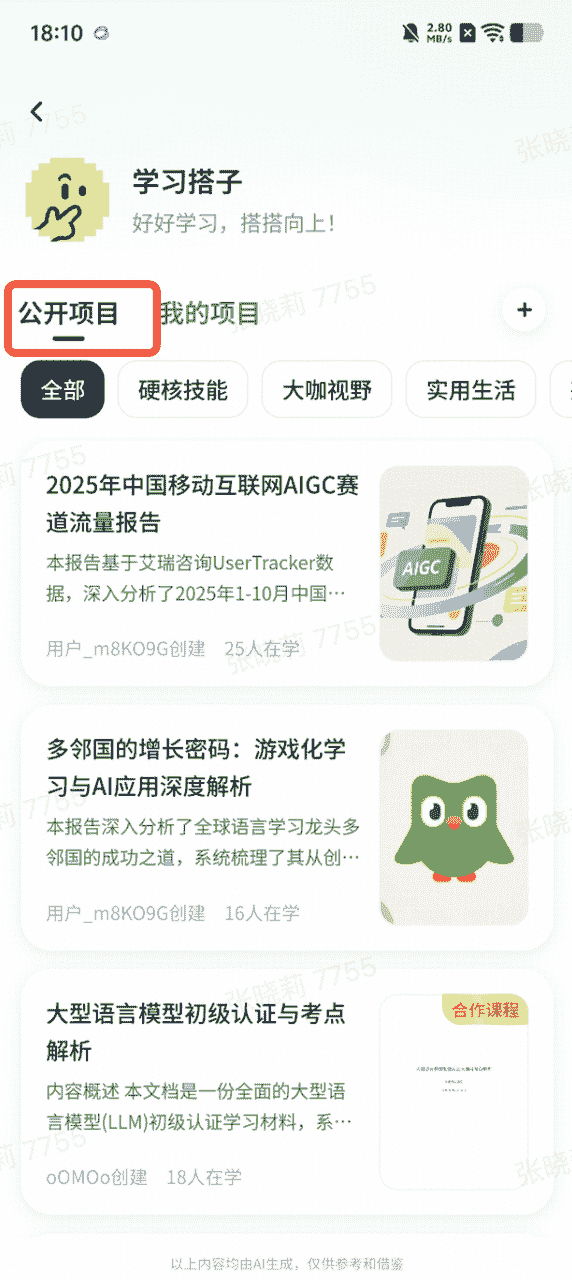 18:10
2.80
MB/s
张晓莉 7755
学习搭子
好好学习，搭搭向上！
公开项目
我的项目
+
全部
硬核技能
大咖视野
实用生活
2025年中国移动互联网AIGC赛
道流量报告
本报告基于艾瑞咨询UserTracker数
据，深入分析了2025年1-10月中国…
用户_m8KO9G创建 25人在学
AIGC
多邻国的增长密码：游戏化学
习与AI应用深度解析
本报告深入分析了全球语言学习龙头多
邻国的成功之道，系统梳理了其从创…
用户_m8KO9G创建 16人在学
大型语言模型初级认证与考点
解析
内容概述 本文档是一份全面的大型语
言模型(LLM)初级认证学习材料，系…
oOMOo创建 18人在学
合作课程
以上内容均由AI生成，仅供参考和借鉴